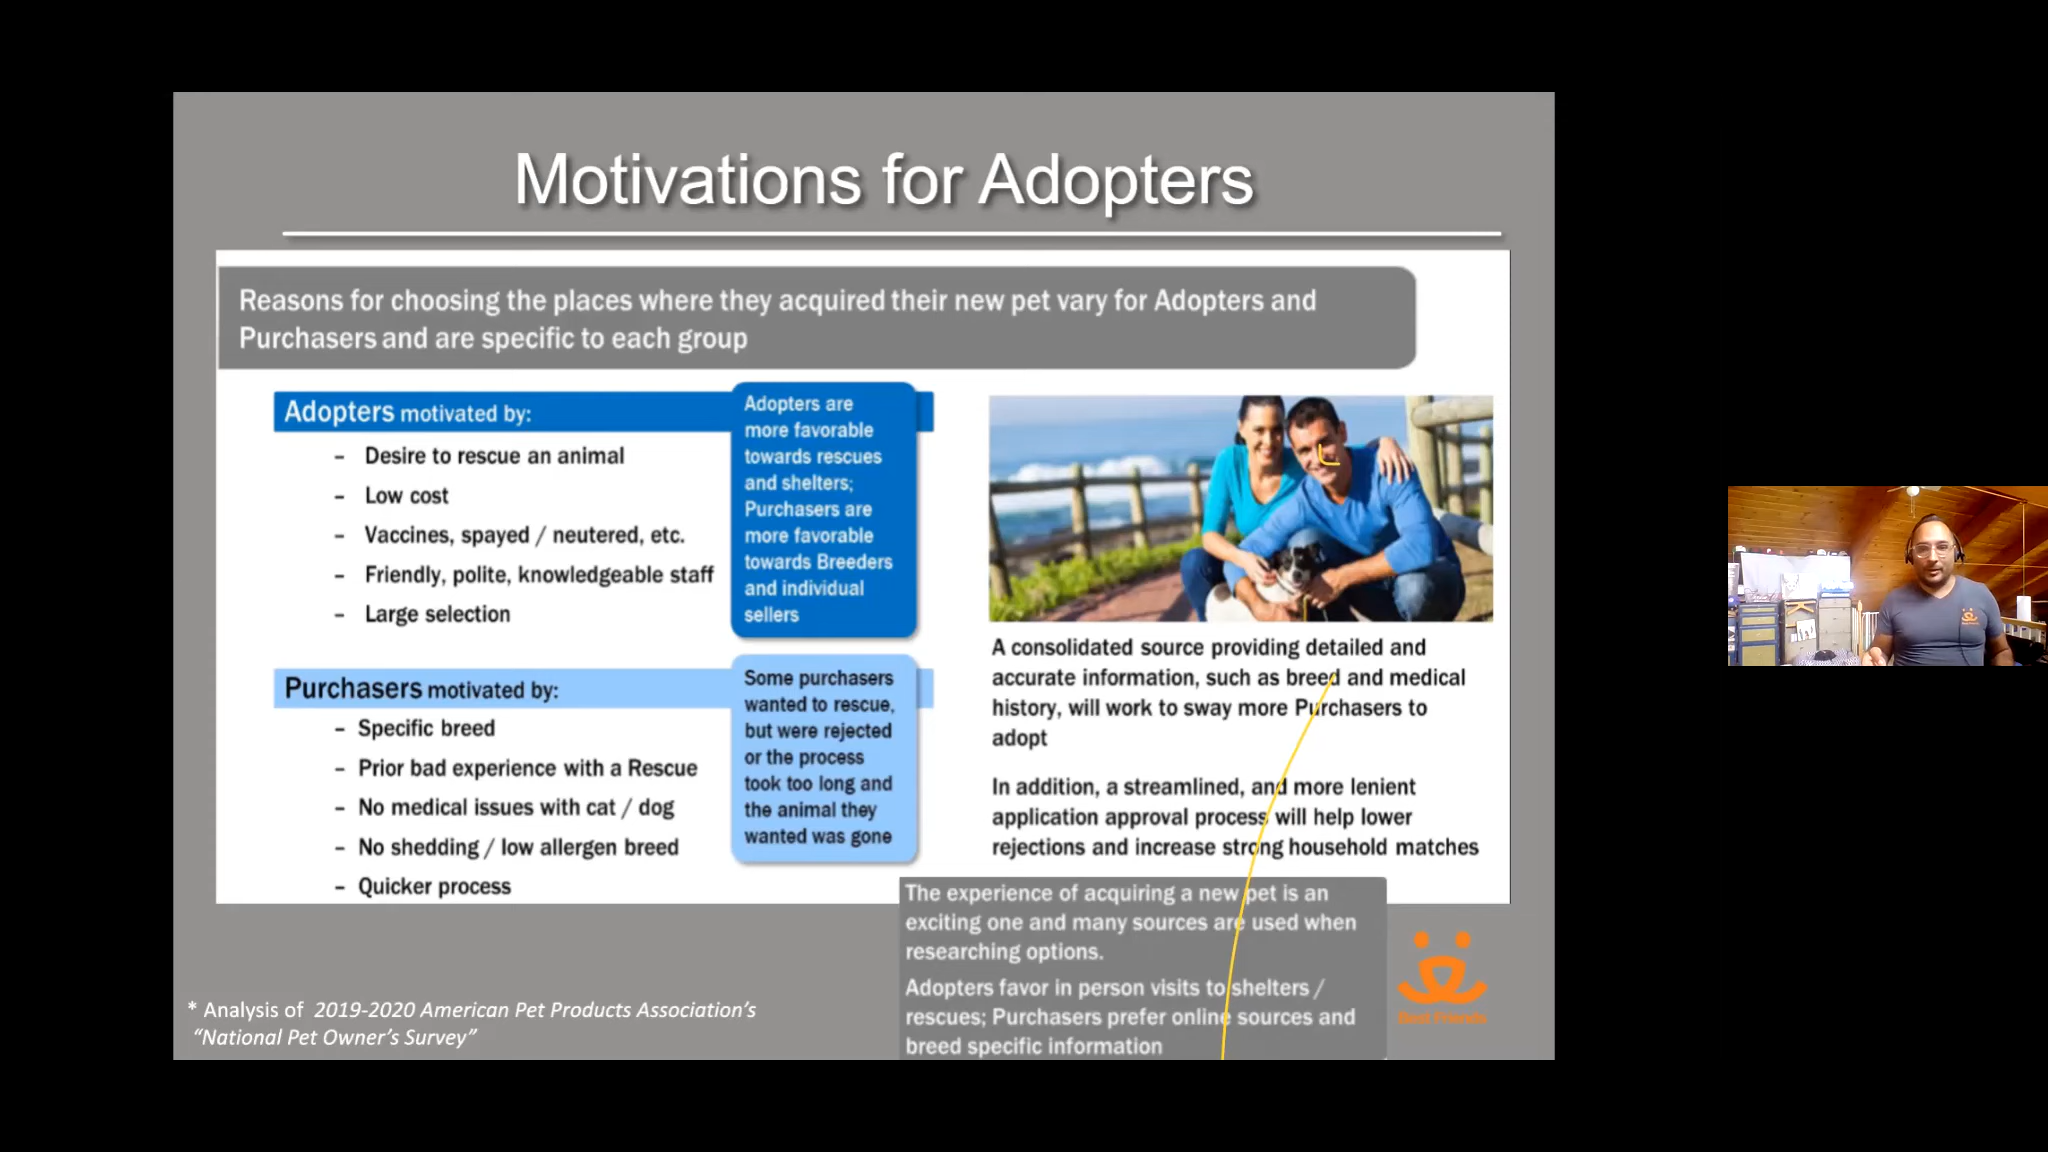 Motivations for Adopters
Reasons for choosing the places where they acquired their new pet vary for Adopters and
Purchasers and are specific to each group
Adopters motivated by:
– Desire to rescue an animal
– Low cost
– Vaccines, spayed / neutered, etc.
– Friendly, polite, knowledgeable staff
– Large selection
Adopters are
more favorable
towards rescues
and shelters;
Purchasers are
more favorable
towards Breeders
and individual
sellers
Purchasers motivated by:
– Specific breed
– Prior bad experience with a Rescue
– No medical issues with cat / dog
– No shedding / low allergen breed
– Quicker process
Some purchasers
wanted to rescue,
but were rejected
or the process
took too long and
the animal they
wanted was gone
A consolidated source providing detailed and
accurate information, such as breed and medical
history, will work to sway more Purchasers to
adopt
In addition, a streamlined, and more lenient
application approval process will help lower
rejections and increase strong household matches
The experience of acquiring a new pet is an
exciting one and many sources are used when
researching options.
Adopters favor in person visits to shelters /
rescues; Purchasers prefer online sources and
breed specific information
Best Friends
* Analysis of 2019-2020 American Pet Products Association's
"National Pet Owner's Survey"